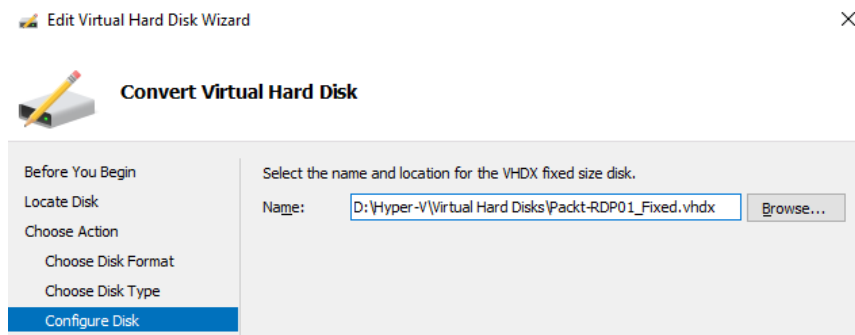 Edit Virtual Hard Disk Wizard
Convert Virtual Hard Disk
Before You Begin
Locate Disk
Choose Action
Choose Disk Format
Choose Disk Type
Configure Disk
Select the name and location for the VHDX fixed size disk.
Name: D:\Hyper-V\Virtual Hard Disks\Packt-RDP01_Fixed.vhdx Browse...